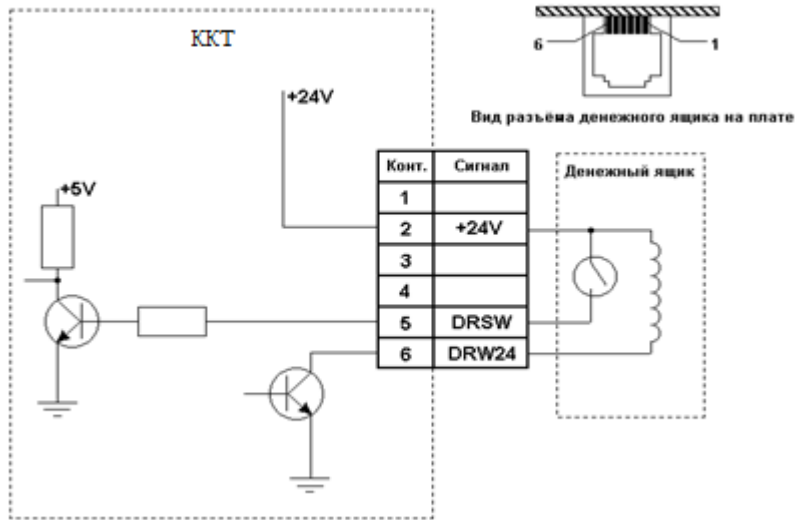 ККТ
6
1
Вид разъёма денежного ящика на плате
+24V
+5V
Конт. Сигнал
1
2 +24V
3
4
5 DRSW
6 DRW24
Денежный ящик